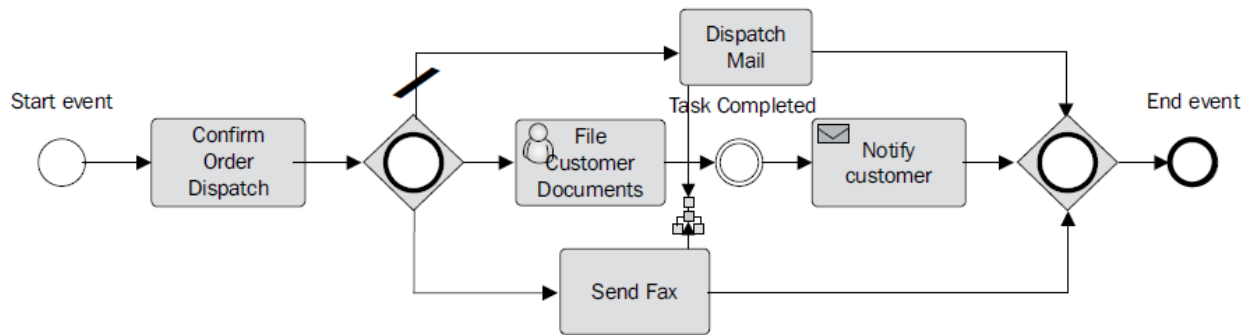 Dispatch
Mail
Start event
Task Completed
End event
Confirm
Order
Dispatch
File
Customer
Documents
Notify
customer
Send Fax